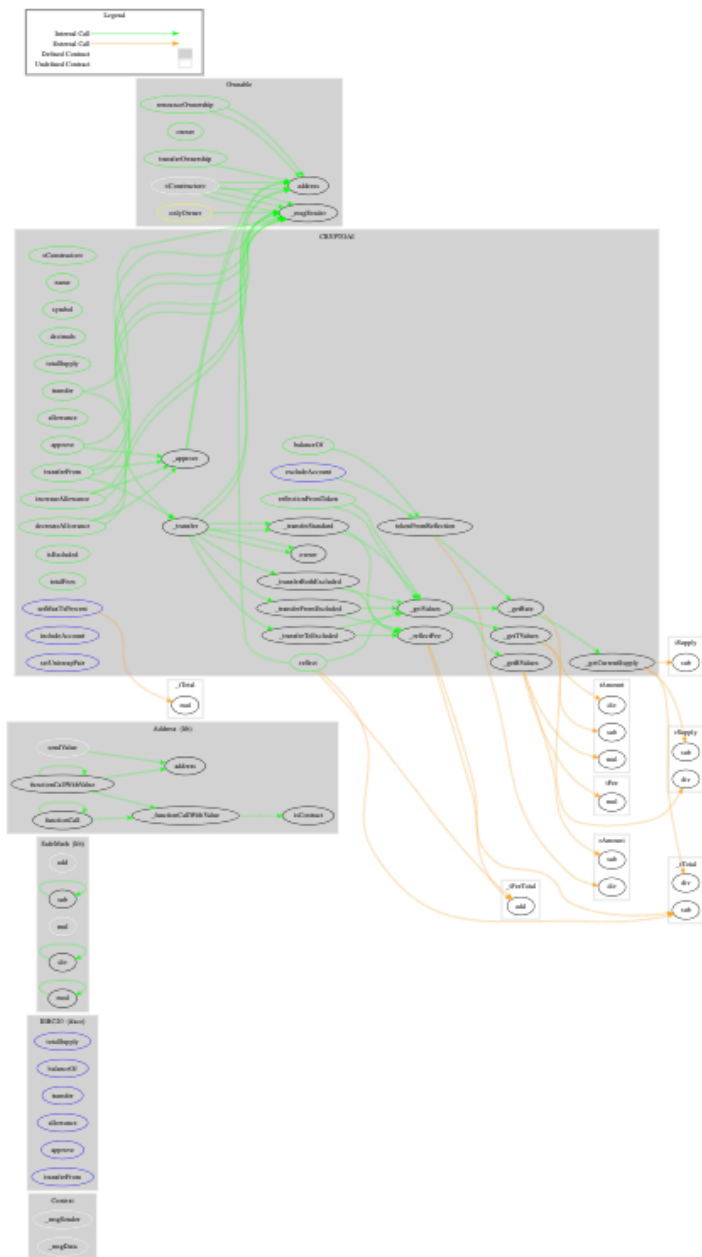 Legend
Internal Call
External Call
Defined Contract
Undefined Contract
Ownable
renounceOwnership
owner
transferOwnership
<Constructor>
address
onlyOwner
_msgSender
CRYPTOAI
<Constructor>
name
symbol
decimals
totalSupply
transfer
allowance
approve
transferFrom
increaseAllowance
decreaseAllowance
isExcluded
totalFees
setMaxTxPercent
includeAccount
setUniswapPair
_approve
_transfer
balanceOf
excludeAccount
reflectionFromToken
_transferStandard
owner
_transferBothExcluded
_transferFromExcluded
_transferToExcluded
reflect
tokenFromReflection
_getValues
_reflectFee
_getRate
_getTValues
_getRValues
_getCurrentSupply
tSupply
sub
_tTotal
mul
tAmount
div
sub
mul
rSupply
sub
div
tFee
mul
rAmount
sub
div
_rTotal
div
sub
_tFeeTotal
add
Address (lib)
sendValue
address
functionCallWithValue
functionCall
_functionCallWithValue
isContract
SafeMath (lib)
add
sub
mul
div
mod
IERC20 (iface)
totalSupply
balanceOf
transfer
allowance
approve
transferFrom
Context
_msgSender
_msgData